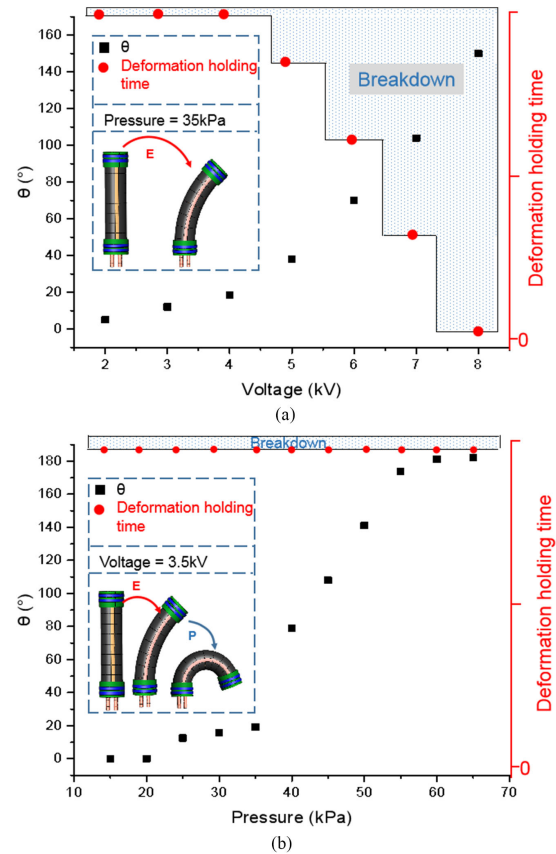 170
160
140
120
100
80
60
40
20
0
θ (°)
θ
Deformation holding
time
Pressure = 35kPa
E
Breakdown
Deformation holding time
0
2 3 4 5 6 7 8
Voltage (kV)
(a)
180
160
140
120
100
80
60
40
20
0
θ (°)
Breakdown
θ
Deformation holding
time
Voltage = 3.5kV
E
P
Deformation holding time
0
10 20 30 40 50 60 70
Pressure (kPa)
(b)